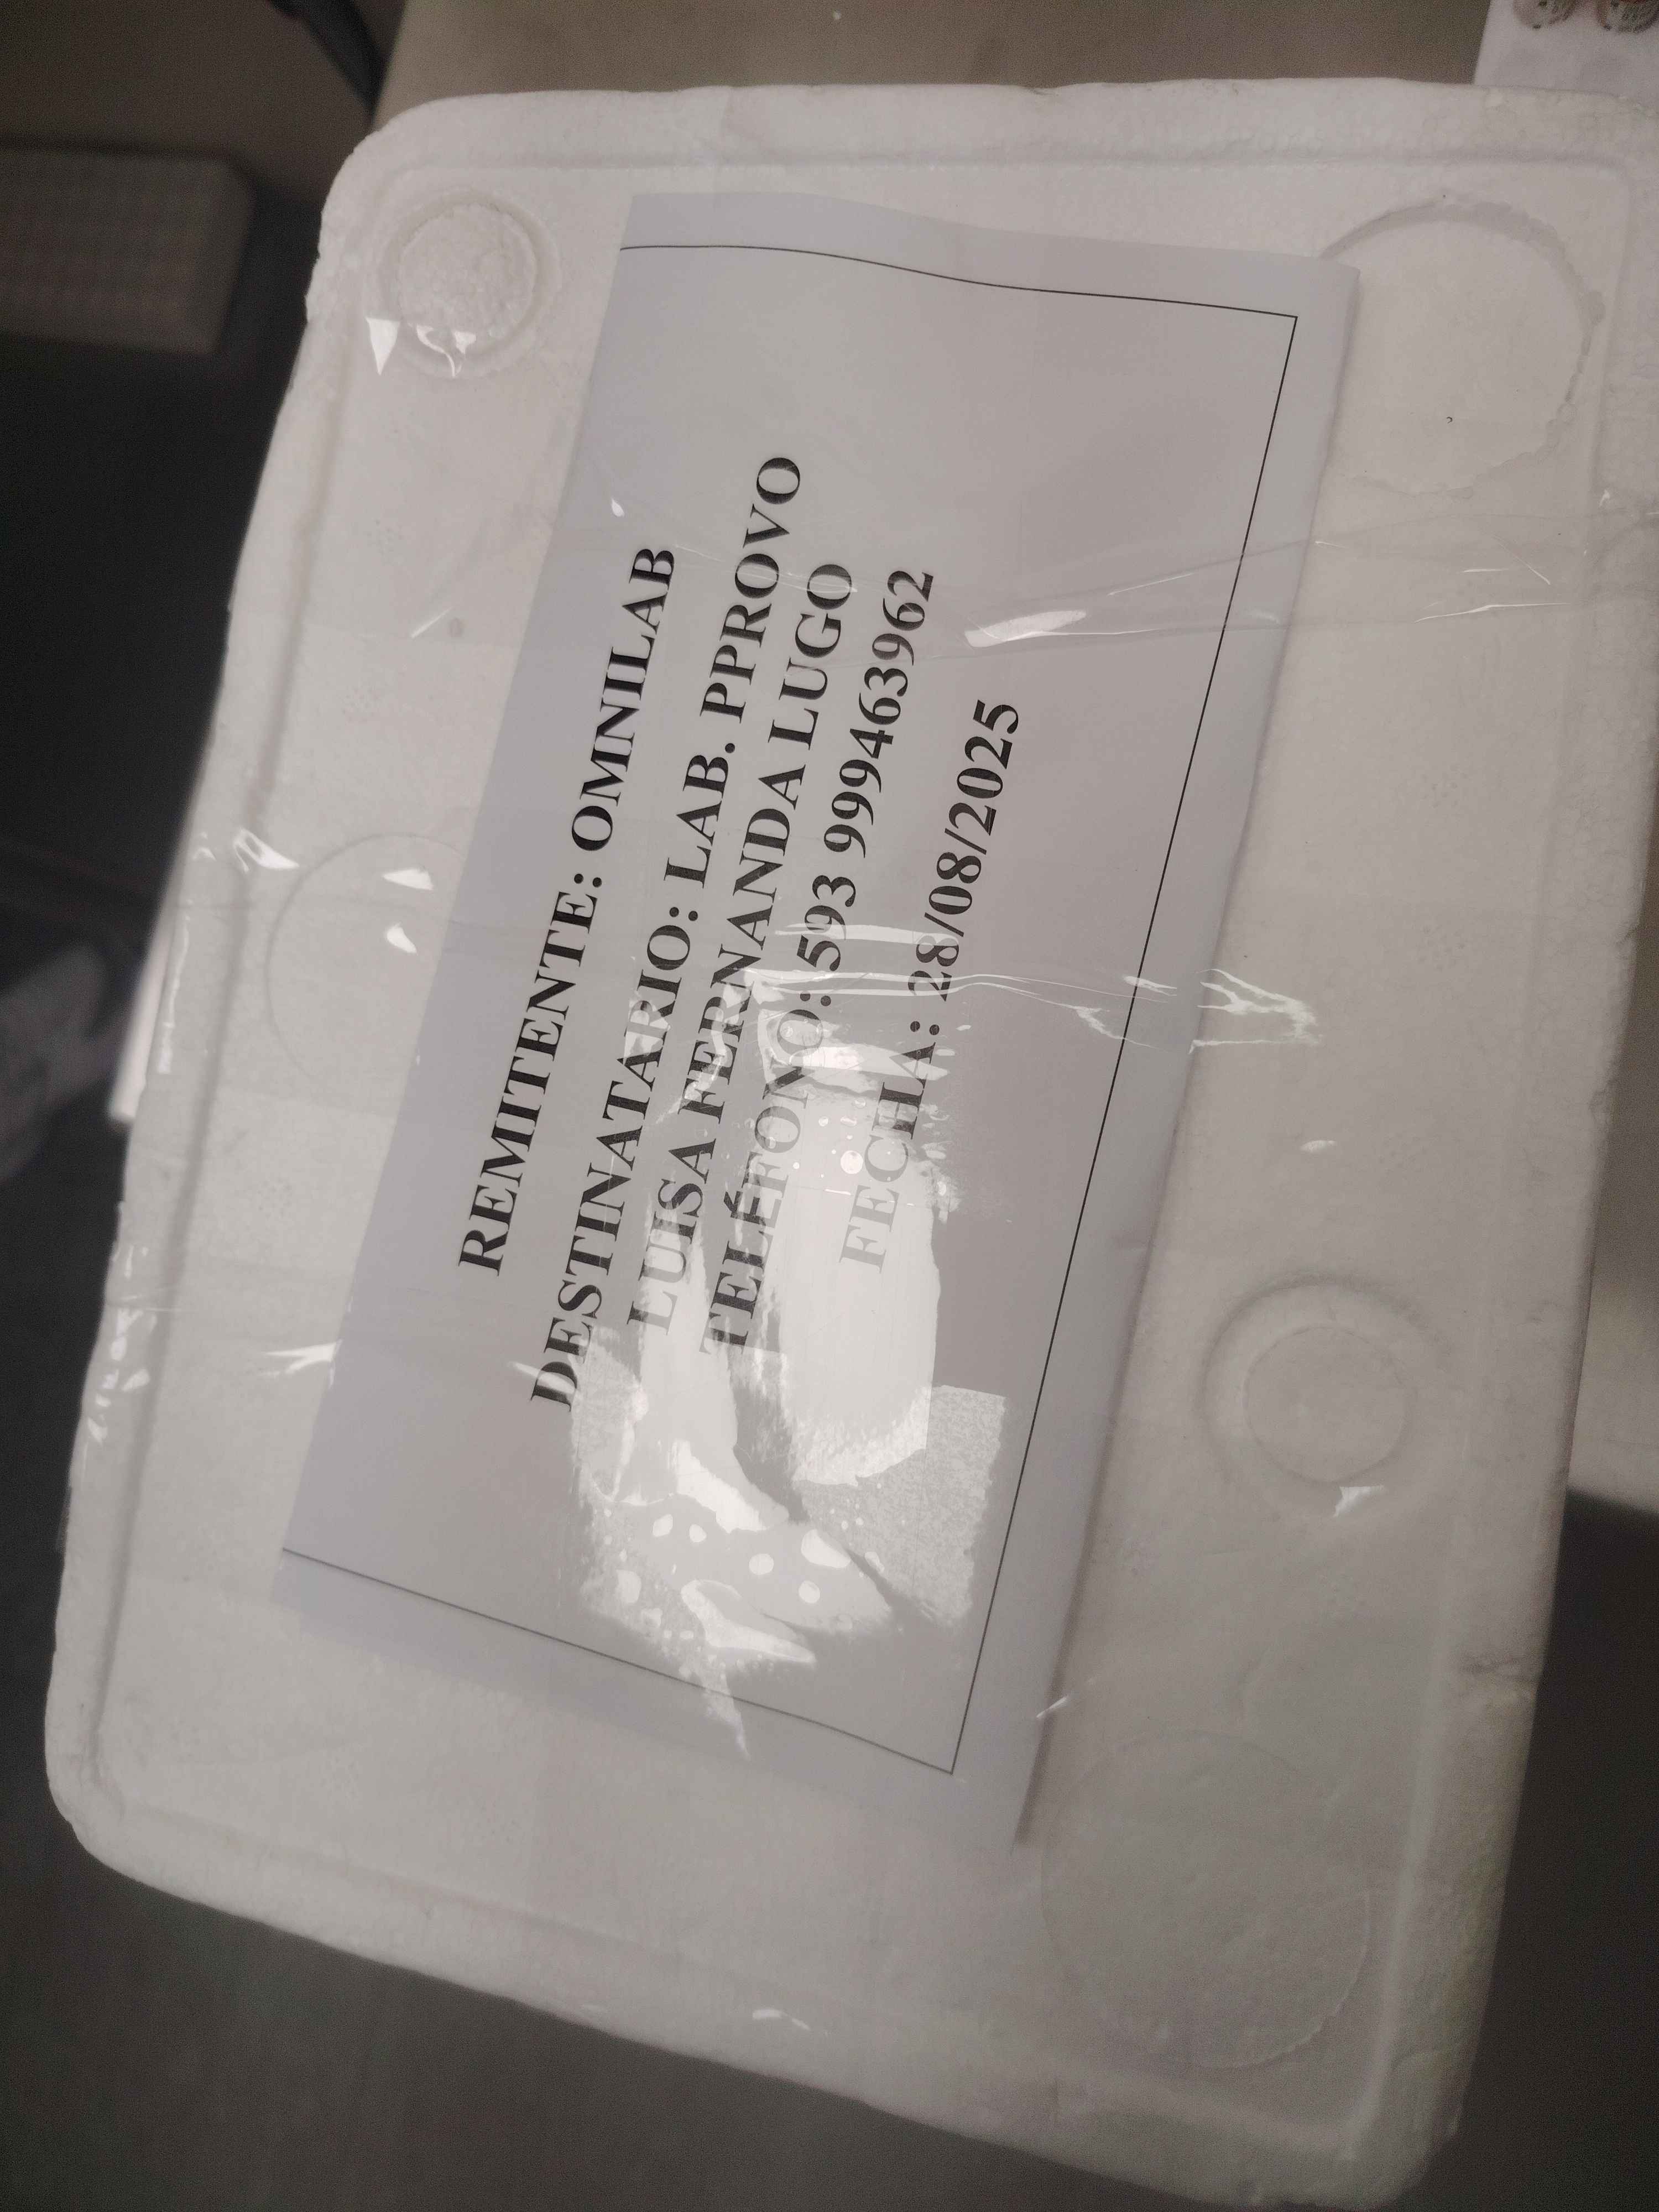 REMITENTE: OMNILAB
DESTINATARIO: LAB. PPROVO
LUISA FERNANDA LUGO
TELÉFONO: 593 999463962
FECHA: 28/08/2025